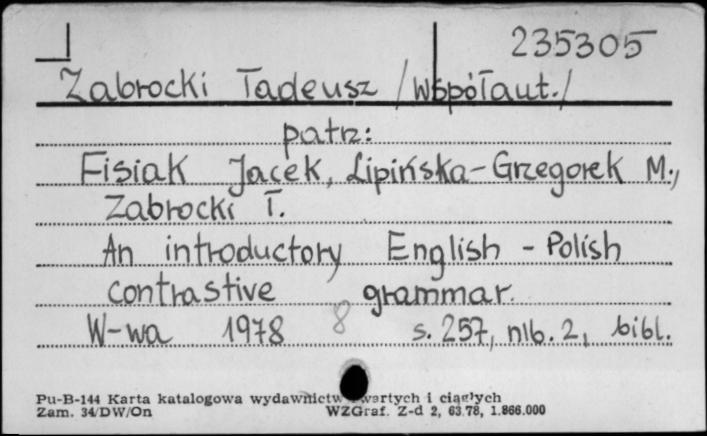 235305
Zabrocki Tadeusz /Współaut./
patrz:
Fisiak Jacek, Lipińska-Grzegorek M.,
Zabrocki T.
An introductory English - Polish
contrastive grammar.
W-wa 1978 8 s. 257, nlb. 2, bibl.
Pu-B-144 Karta katalogowa wydawnictw zwartych i ciągłych
Zam. 34/DW/On WZGraf. Z-d 2, 63.78, 1.866.000